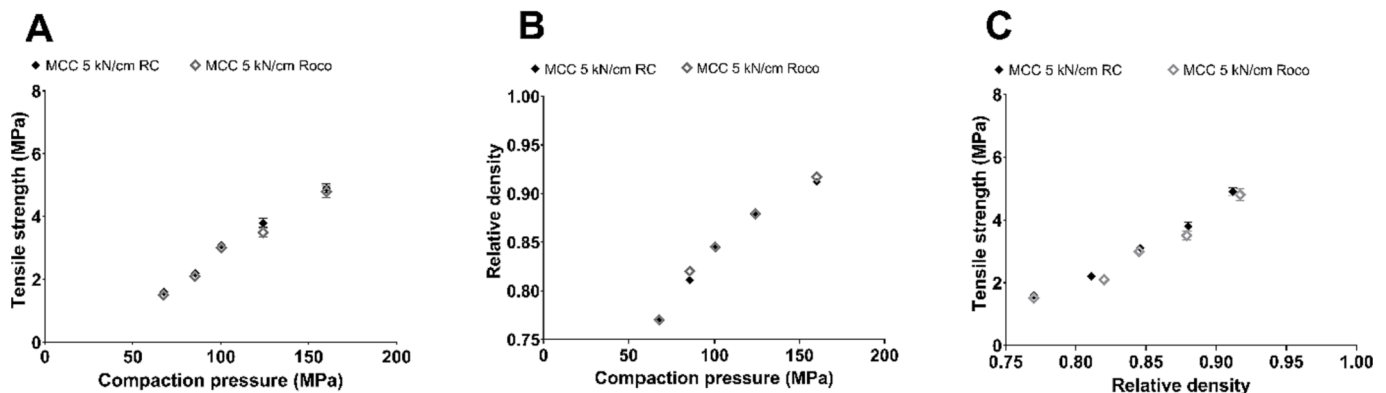 A
MCC 5 kN/cm RC
MCC 5 kN/cm Roco
Tensile strength (MPa)
8
6
4
2
0
0
50
100
150
200
Compaction pressure (MPa)
B
MCC 5 kN/cm RC
MCC 5 kN/cm Roco
Relative density
1.00
0.95
0.90
0.85
0.80
0.75
0
50
100
150
200
Compaction pressure (MPa)
C
MCC 5 kN/cm RC
MCC 5 kN/cm Roco
Tensile strength (MPa)
8
6
4
2
0
0.75
0.80
0.85
0.90
0.95
1.00
Relative density